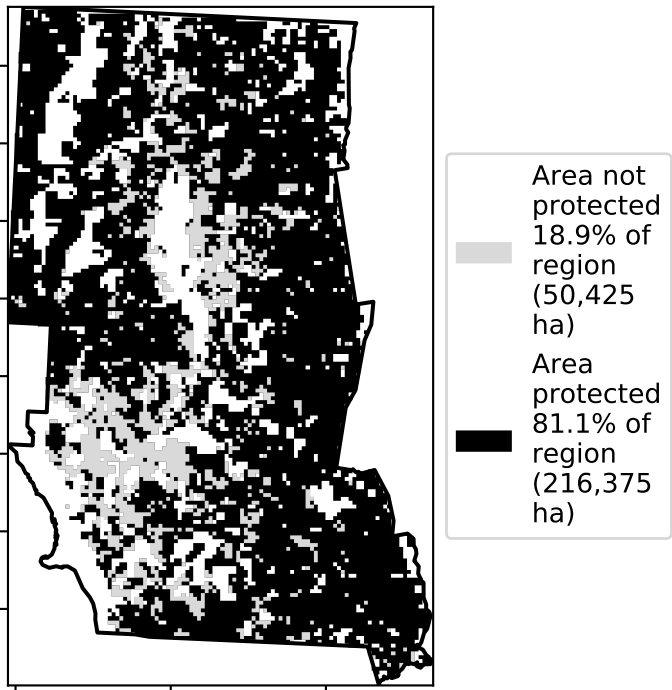 Area not
protected
18.9% of
region
(50,425
ha)
Area
protected
81.1% of
region
(216,375
ha)